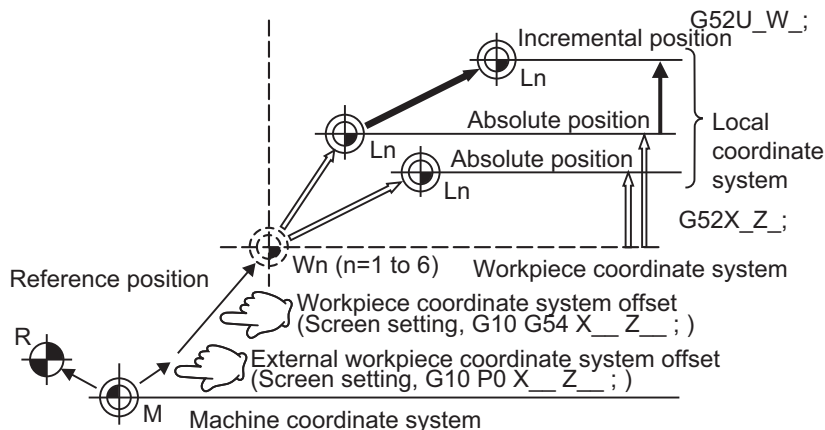 G52U_W_;
Incremental position
Ln
Absolute position
Local
coordinate
system
Ln
Absolute position
Ln
G52X_Z_;
Wn (n=1 to 6)
Workpiece coordinate system
Reference position
Workpiece coordinate system offset
(Screen setting, G10 G54 X__ Z__ ; )
R
External workpiece coordinate system offset
(Screen setting, G10 P0 X__ Z__ ; )
M
Machine coordinate system